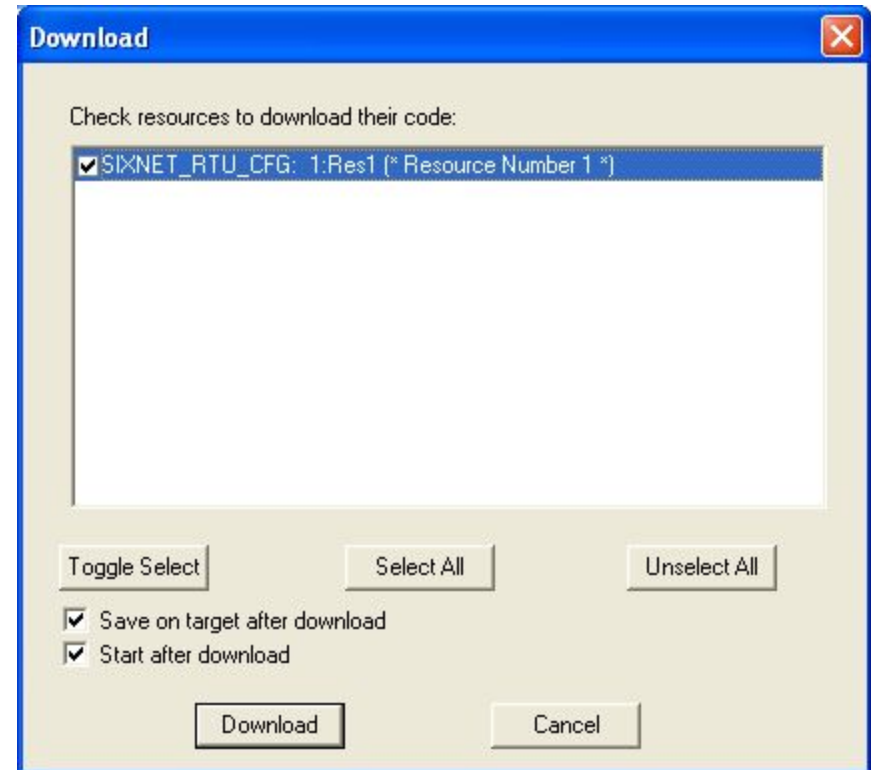 Download
Check resources to download their code:
SIXNET_RTU_CFG: 1:Res1 (* Resource Number 1 *)
Toggle Select Select All Unselect All
Save on target after download
Start after download
Download Cancel